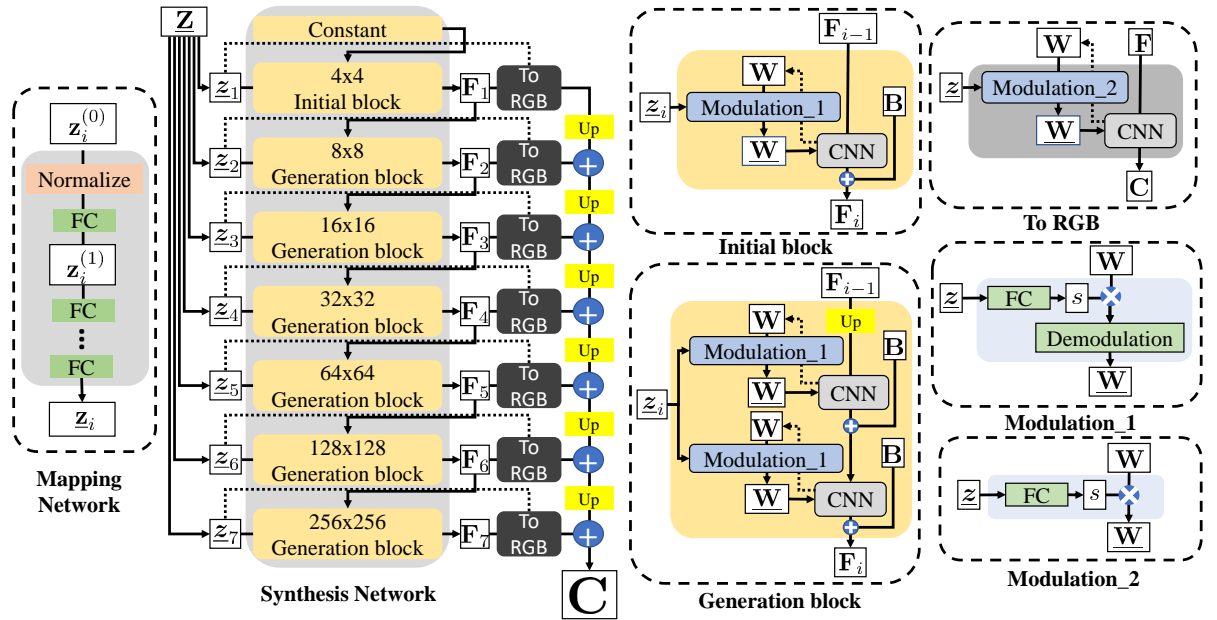 z_i^{(0)}
Normalize
FC
z_i^{(1)}
FC
FC
z_i
Mapping
Network
Z
Constant
z_1
4x4
Initial block
F_1
To
RGB
Up
z_2
8x8
Generation block
F_2
To
RGB
+
Up
z_3
16x16
Generation block
F_3
To
RGB
+
Up
z_4
32x32
Generation block
F_4
To
RGB
+
Up
z_5
64x64
Generation block
F_5
To
RGB
+
Up
z_6
128x128
Generation block
F_6
To
RGB
+
Up
z_7
256x256
Generation block
F_7
To
RGB
+
C
Synthesis Network
F_{i−1}
W
B
z_i
Modulation_1
W
CNN
+
F_i
Initial block
F_{i−1}
Up
W
B
Modulation_1
W
CNN
+
z_i
W
B
Modulation_1
W
CNN
+
F_i
Generation block
W
F
z
Modulation_2
W
CNN
C
To RGB
W
z
FC
s
×
Demodulation
W
Modulation_1
W
z
FC
s
×
W
Modulation_2